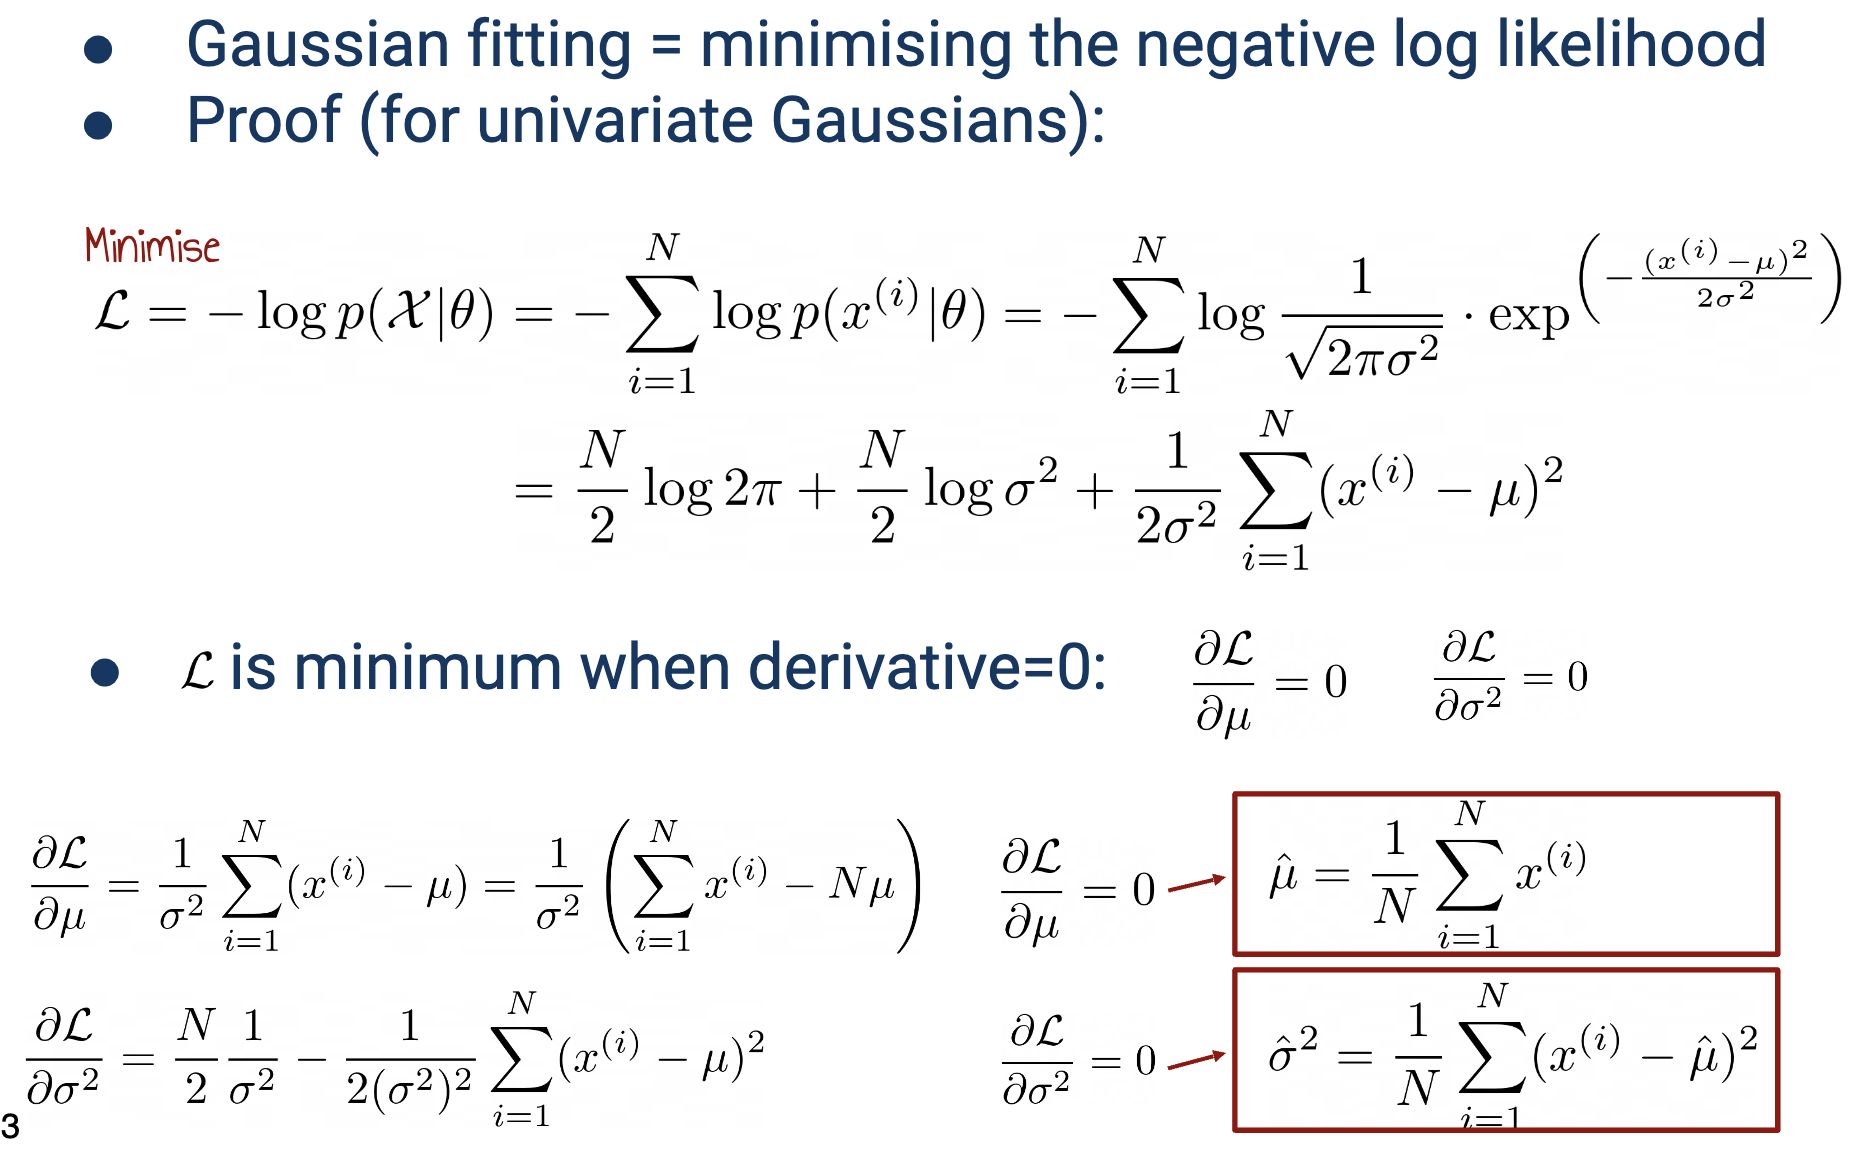 ● Gaussian fitting = minimising the negative log likelihood
● Proof (for univariate Gaussians):
Minimise
$\mathcal{L} = -\log p(\mathcal{X}|\theta) = -\sum_{i=1}^{N} \log p(x^{(i)}|\theta) = -\sum_{i=1}^{N} \log \frac{1}{\sqrt{2\pi\sigma^2}} \cdot \exp^{\left(-\frac{(x^{(i)}-\mu)^2}{2\sigma^2}\right)}$
$= \frac{N}{2} \log 2\pi + \frac{N}{2} \log \sigma^2 + \frac{1}{2\sigma^2} \sum_{i=1}^{N} (x^{(i)} - \mu)^2$
● $\mathcal{L}$ is minimum when derivative=0: $\frac{\partial \mathcal{L}}{\partial \mu} = 0$ $\frac{\partial \mathcal{L}}{\partial \sigma^2} = 0$
$\frac{\partial \mathcal{L}}{\partial \mu} = \frac{1}{\sigma^2} \sum_{i=1}^{N} (x^{(i)} - \mu) = \frac{1}{\sigma^2} \left( \sum_{i=1}^{N} x^{(i)} - N\mu \right)$ $\frac{\partial \mathcal{L}}{\partial \mu} = 0$ → $\hat{\mu} = \frac{1}{N} \sum_{i=1}^{N} x^{(i)}$
$\frac{\partial \mathcal{L}}{\partial \sigma^2} = \frac{N}{2} \frac{1}{\sigma^2} - \frac{1}{2(\sigma^2)^2} \sum_{i=1}^{N} (x^{(i)} - \mu)^2$ $\frac{\partial \mathcal{L}}{\partial \sigma^2} = 0$ → $\hat{\sigma}^2 = \frac{1}{N} \sum_{i=1}^{N} (x^{(i)} - \hat{\mu})^2$
3